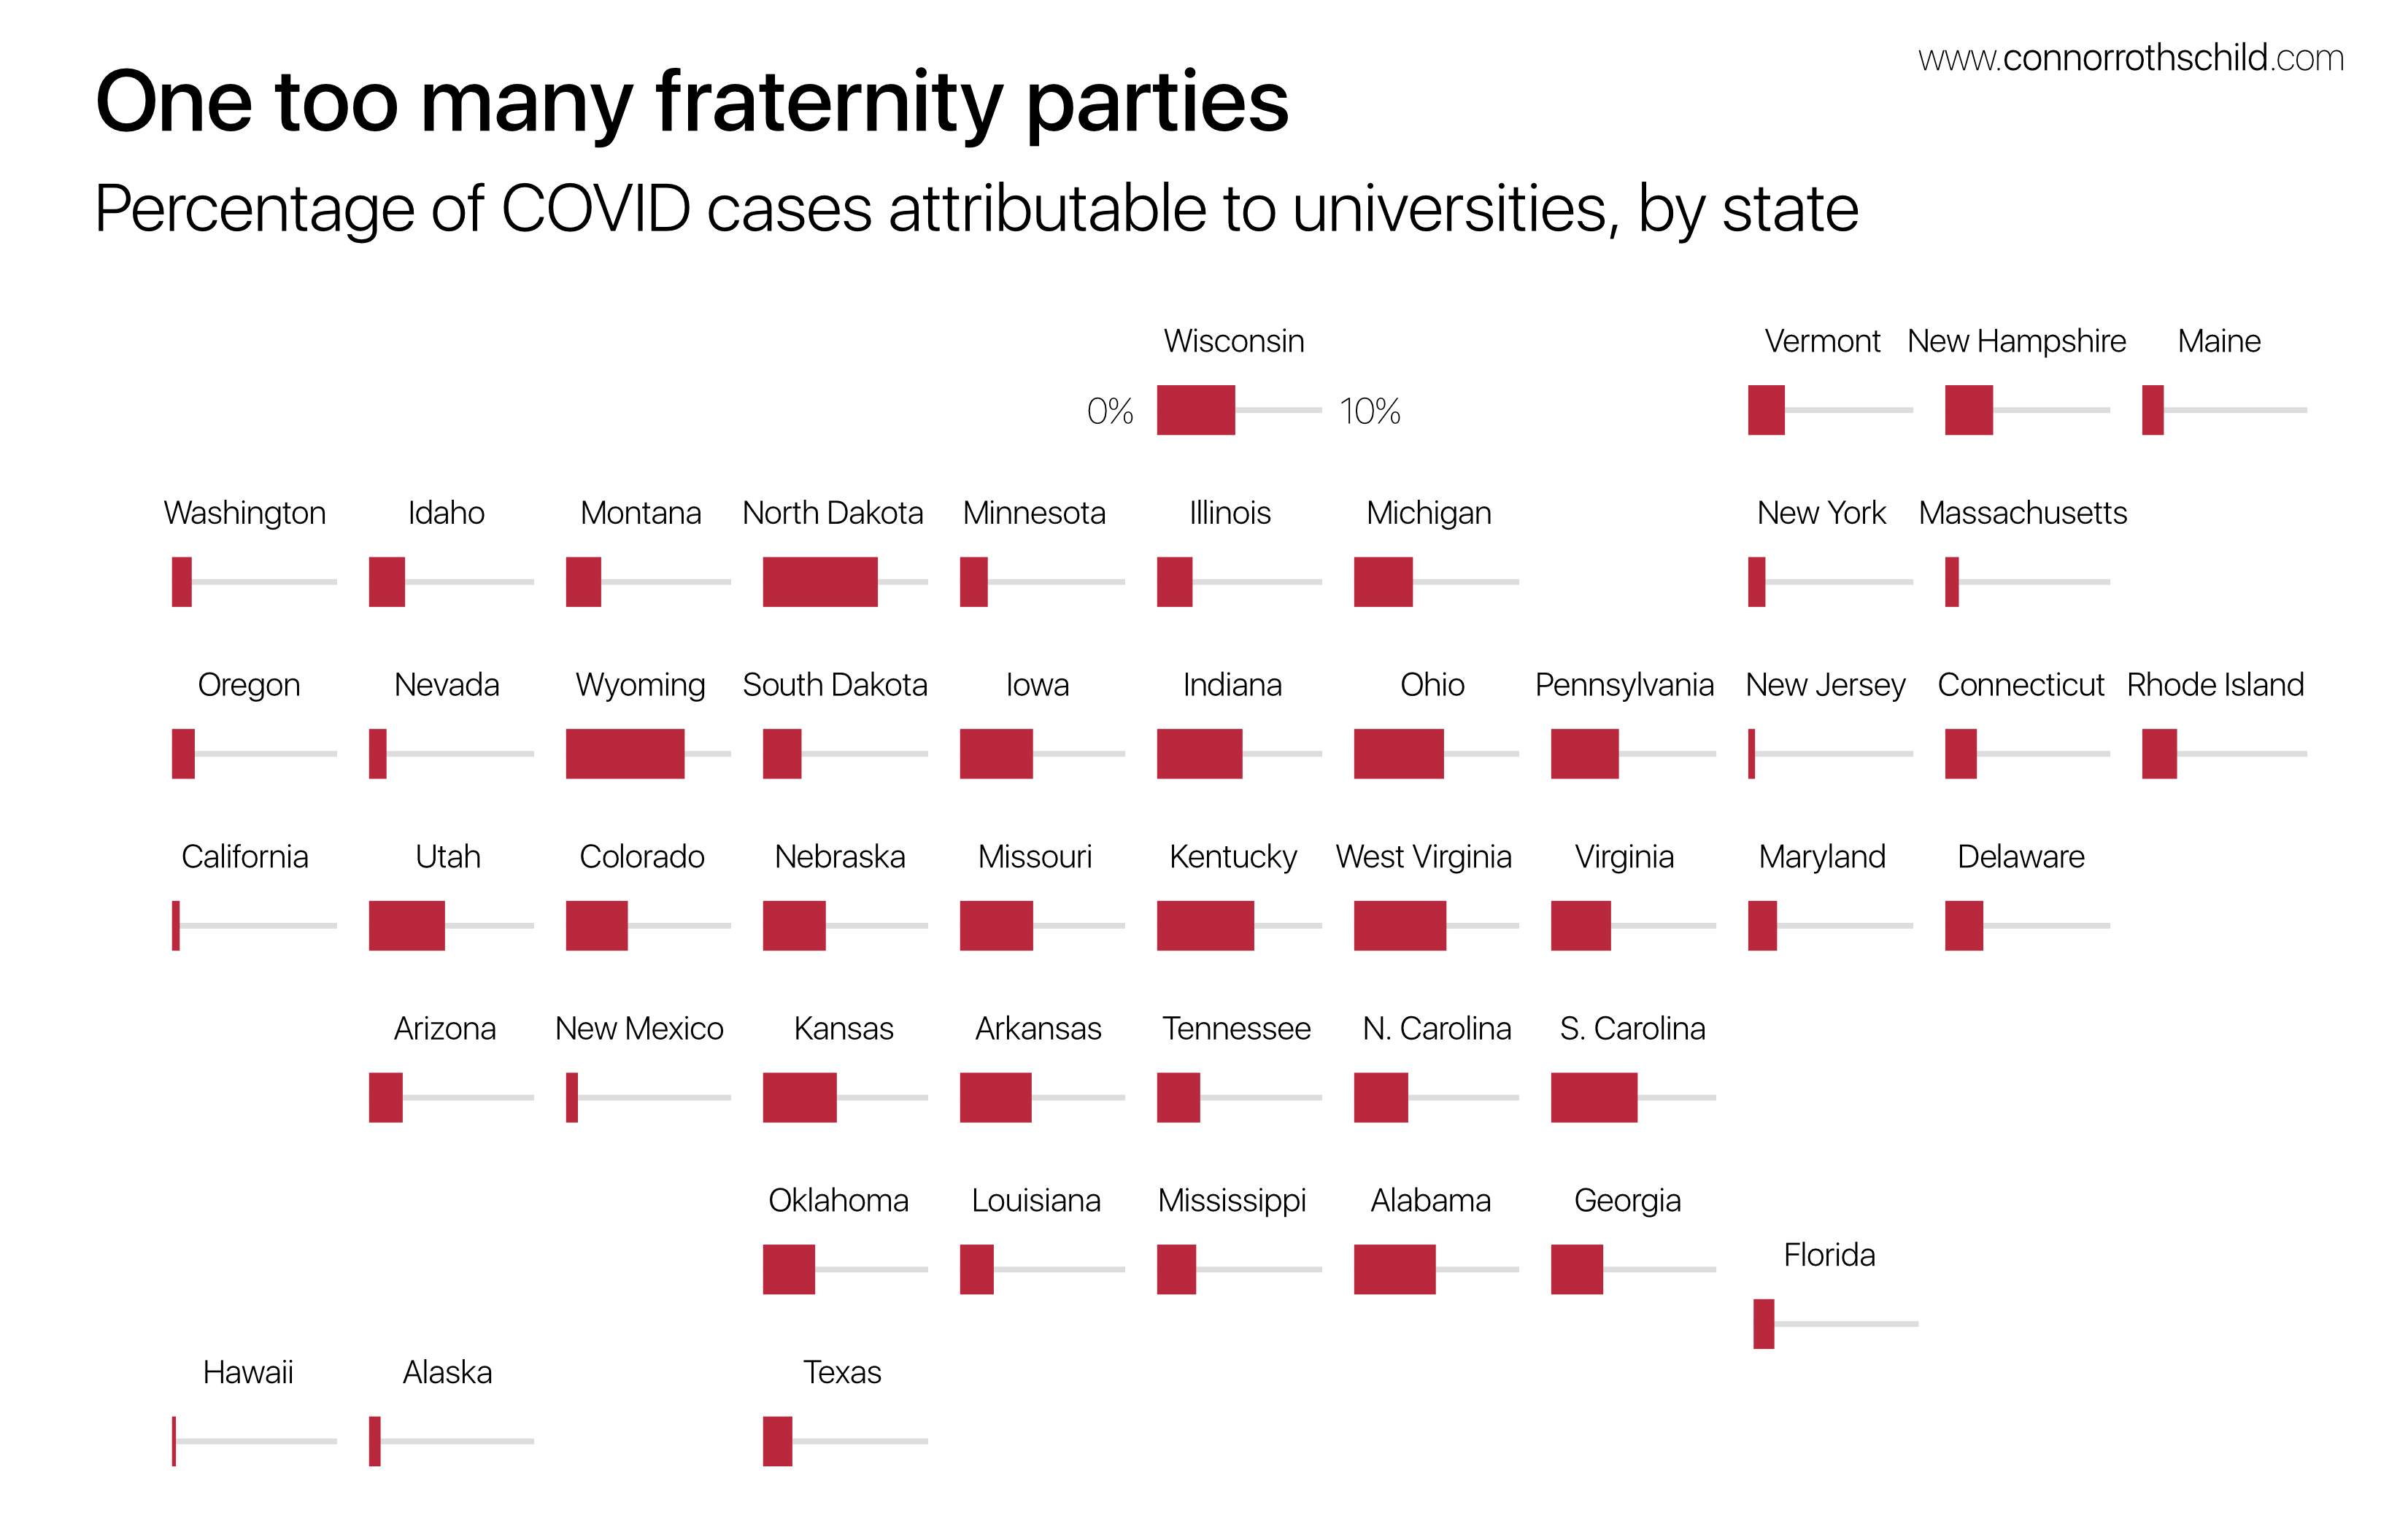 www.connorrothschild.com
One too many fraternity parties
Percentage of COVID cases attributable to universities, by state
Wisconsin Vermont New Hampshire Maine
0% 10%
Washington Idaho Montana North Dakota Minnesota Illinois Michigan New York Massachusetts
Oregon Nevada Wyoming South Dakota Iowa Indiana Ohio Pennsylvania New Jersey Connecticut Rhode Island
California Utah Colorado Nebraska Missouri Kentucky West Virginia Virginia Maryland Delaware
Arizona New Mexico Kansas Arkansas Tennessee N. Carolina S. Carolina
Oklahoma Louisiana Mississippi Alabama Georgia
Florida
Hawaii Alaska Texas